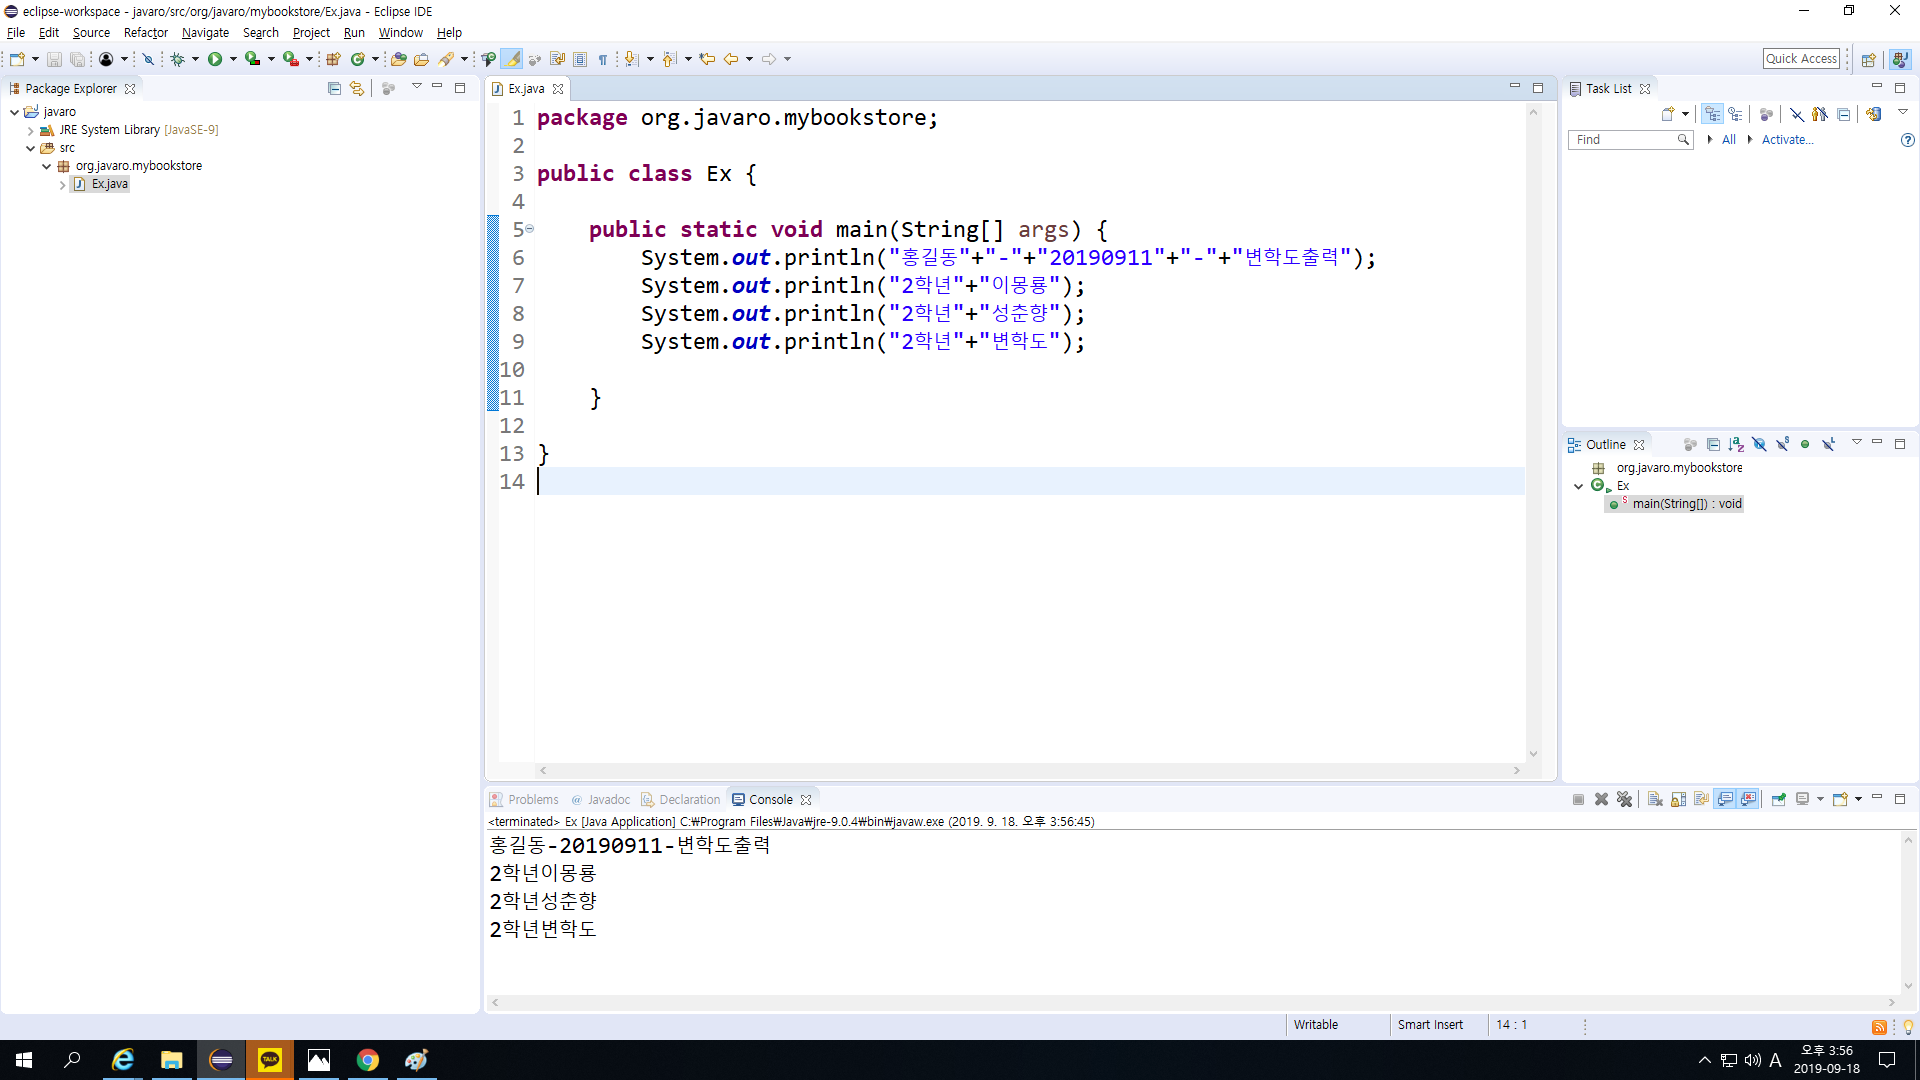 eclipse-workspace - javaro/src/org/javaro/mybookstore/Ex.java - Eclipse IDE
File Edit Source Refactor Navigate Search Project Run Window Help
Quick Access
Package Explorer
javaro
JRE System Library [JavaSE-9]
src
org.javaro.mybookstore
Ex.java
Ex.java
1 package org.javaro.mybookstore;
2
3 public class Ex {
4
5 public static void main(String[] args) {
6 System.out.println("홍길동"+"-"+"20190911"+"-"+"변학도출력");
7 System.out.println("2학년"+"이몽룡");
8 System.out.println("2학년"+"성춘향");
9 System.out.println("2학년"+"변학도");
10
11 }
12
13 }
14
Task List
Find All Activate...
Outline
org.javaro.mybookstore
Ex
main(String[]) : void
Problems Javadoc Declaration Console
<terminated> Ex [Java Application] C:₩Program Files₩Java₩jre-9.0.4₩bin₩javaw.exe (2019. 9. 18. 오후 3:56:45)
홍길동-20190911-변학도출력
2학년이몽룡
2학년성춘향
2학년변학도
Writable Smart Insert 14 : 1
TALK
A
오후 3:56
2019-09-18